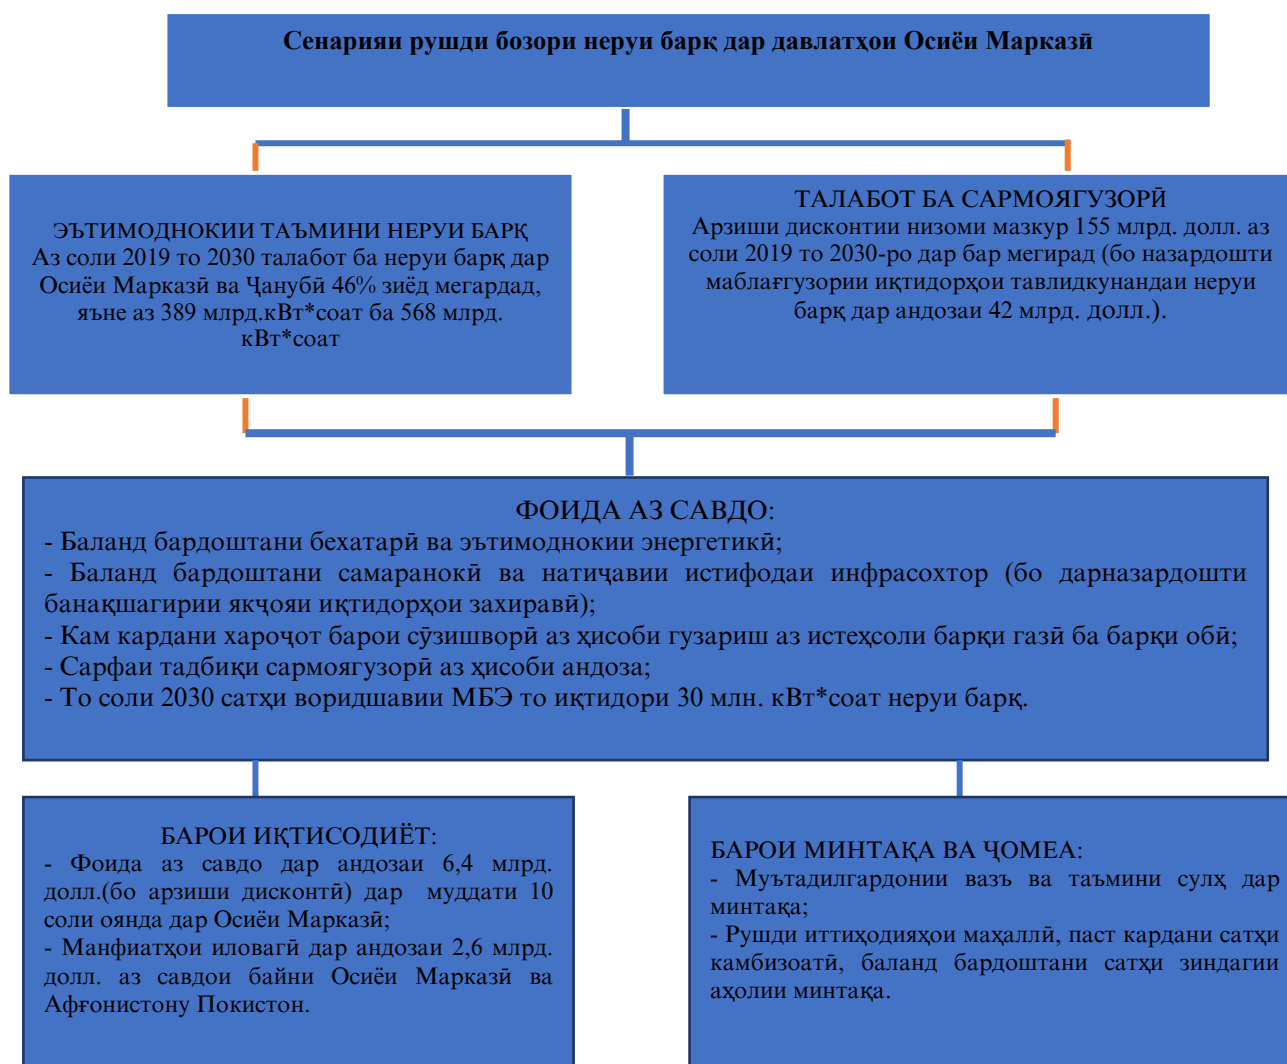 Сенарияи рушди бозори неруи барқ дар давлатҳои Осиёи Марказӣ
ЭЪТИМОДНОКИИ ТАЪМИНИ НЕРУИ БАРҚ
Аз соли 2019 то 2030 талабот ба неруи барқ дар
Осиёи Марказӣ ва Ҷанубӣ 46% зиёд мегардад,
яъне аз 389 млрд.кВт*соат ба 568 млрд.
кВт*соат
ТАЛАБОТ БА САРМОЯГУЗОРӢ
Арзиши дисконтии низоми мазкур 155 млрд. долл. аз
соли 2019 то 2030-ро дар бар мегирад (бо назардошти
маблағгузории иқтидорҳои тавлидкунандаи неруи
барқ дар андозаи 42 млрд. долл.).
ФОИДА АЗ САВДО:
- Баланд бардоштани бехатарӣ ва эътимоднокии энергетикӣ;
- Баланд бардоштани самаранокӣ ва натиҷавии истифодаи инфрасохтор (бо дарназардошти
банақшагирии якҷояи иқтидорҳои захиравӣ);
- Кам кардани хароҷот барои сӯзишворӣ аз ҳисоби гузариш аз истеҳсоли барқи газӣ ба барқи обӣ;
- Сарфаи тадбиқи сармоягузорӣ аз ҳисоби андоза;
- То соли 2030 сатҳи воридшавии МБЭ то иқтидори 30 млн. кВт*соат неруи барқ.
БАРОИ ИҚТИСОДИЁТ:
- Фоида аз савдо дар андозаи 6,4 млрд.
долл.(бо арзиши дисконтӣ) дар муддати 10
соли оянда дар Осиёи Марказӣ;
- Манфиатҳои иловагӣ дар андозаи 2,6 млрд.
долл. аз савдои байни Осиёи Марказӣ ва
Афғонистону Покистон.
БАРОИ МИНТАҚА ВА ҶОМЕА:
- Муътадилгардонии вазъ ва таъмини сулҳ дар
минтақа;
- Рушди иттиҳодияҳои маҳаллӣ, паст кардани сатҳи
камбизоатӣ, баланд бардоштани сатҳи зиндагии
аҳолии минтақа.